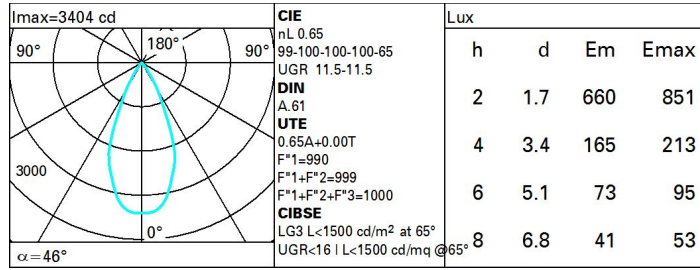 Imax=3404 cd
90° 180° 90°
3000
0°
α=46°
CIE
nL 0.65
99-100-100-100-65
UGR 11.5-11.5
DIN
A.61
UTE
0.65A+0.00T
F"1=990
F"1+F"2=999
F"1+F"2+F"3=1000
CIBSE
LG3 L<1500 cd/m² at 65°
UGR<16 | L<1500 cd/mq @65°
Lux
h d Em Emax
2 1.7 660 851
4 3.4 165 213
6 5.1 73 95
8 6.8 41 53